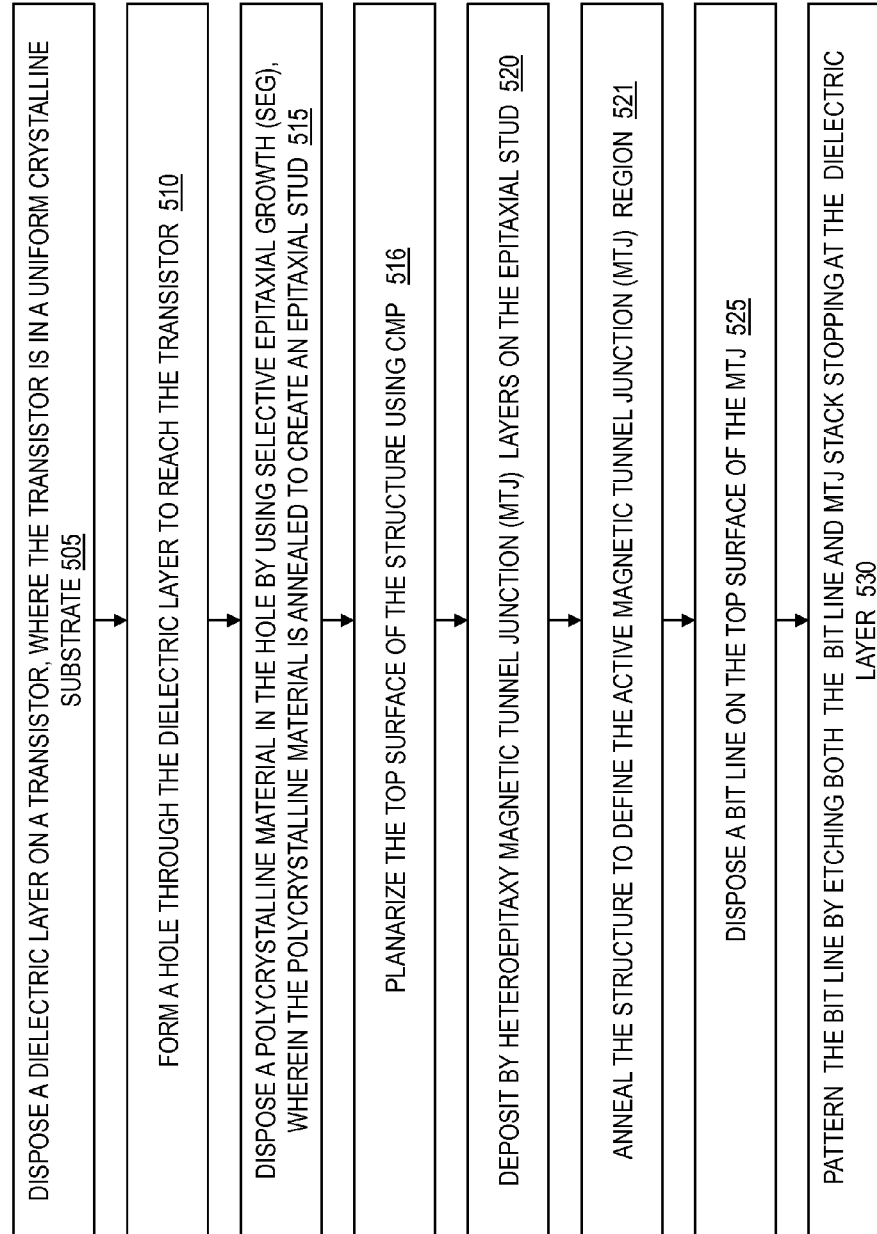 DISPOSE A DIELECTRIC LAYER ON A TRANSISTOR, WHERE THE TRANSISTOR IS IN A UNIFORM CRYSTALLINE
SUBSTRATE 505
FORM A HOLE THROUGH THE DIELECTRIC LAYER TO REACH THE TRANSISTOR 510
DISPOSE A POLYCRYSTALLINE MATERIAL IN THE HOLE BY USING SELECTIVE EPITAXIAL GROWTH (SEG),
WHEREIN THE POLYCRYSTALLINE MATERIAL IS ANNEALED TO CREATE AN EPITAXIAL STUD 515
PLANARIZE THE TOP SURFACE OF THE STRUCTURE USING CMP 516
DEPOSIT BY HETEROEPITAXY MAGNETIC TUNNEL JUNCTION (MTJ) LAYERS ON THE EPITAXIAL STUD 520
ANNEAL THE STRUCTURE TO DEFINE THE ACTIVE MAGNETIC TUNNEL JUNCTION (MTJ) REGION 521
DISPOSE A BIT LINE ON THE TOP SURFACE OF THE MTJ 525
PATTERN THE BIT LINE BY ETCHING BOTH THE BIT LINE AND MTJ STACK STOPPING AT THE DIELECTRIC
LAYER 530